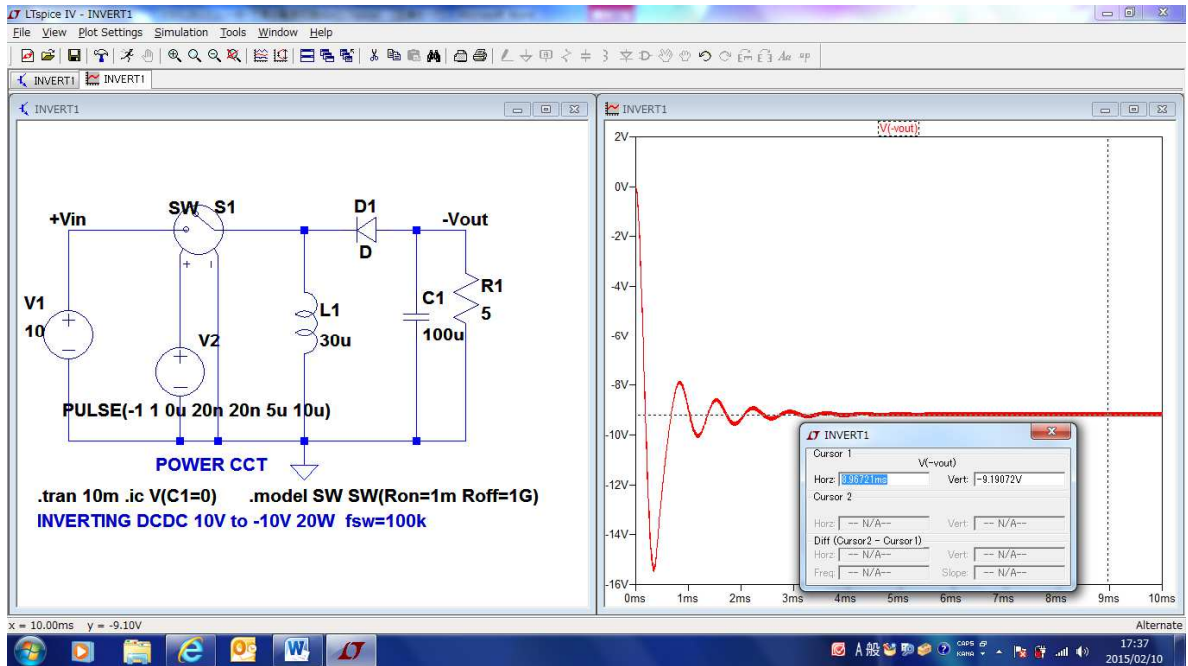 LTspice IV - INVERT1
File View Plot Settings Simulation Tools Window Help
INVERT1 INVERT1
INVERT1
+Vin
SW S1
D1
D
-Vout
V1
10
V2
L1
30u
C1
100u
R1
5
PULSE(-1 1 0u 20n 20n 5u 10u)
POWER CCT
.tran 10m .ic V(C1=0) .model SW SW(Ron=1m Roff=1G)
INVERTING DCDC 10V to -10V 20W fsw=100k
INVERT1
V(-vout)
2V
0V
-2V
-4V
-6V
-8V
-10V
-12V
-14V
-16V
0ms 1ms 2ms 3ms 4ms 5ms 6ms 7ms 8ms 9ms 10ms
INVERT1
Cursor 1
V(-vout)
Horz: 8.96721ms Vert: -9.19072V
Cursor 2
Horz: -- N/A-- Vert: -- N/A--
Diff (Cursor2 - Cursor1)
Horz: -- N/A-- Vert: -- N/A--
Freq: -- N/A-- Slope: -- N/A--
x = 10.00ms y = -9.10V Alternate
A 般 CAPS KANA 17:37
2015/02/10